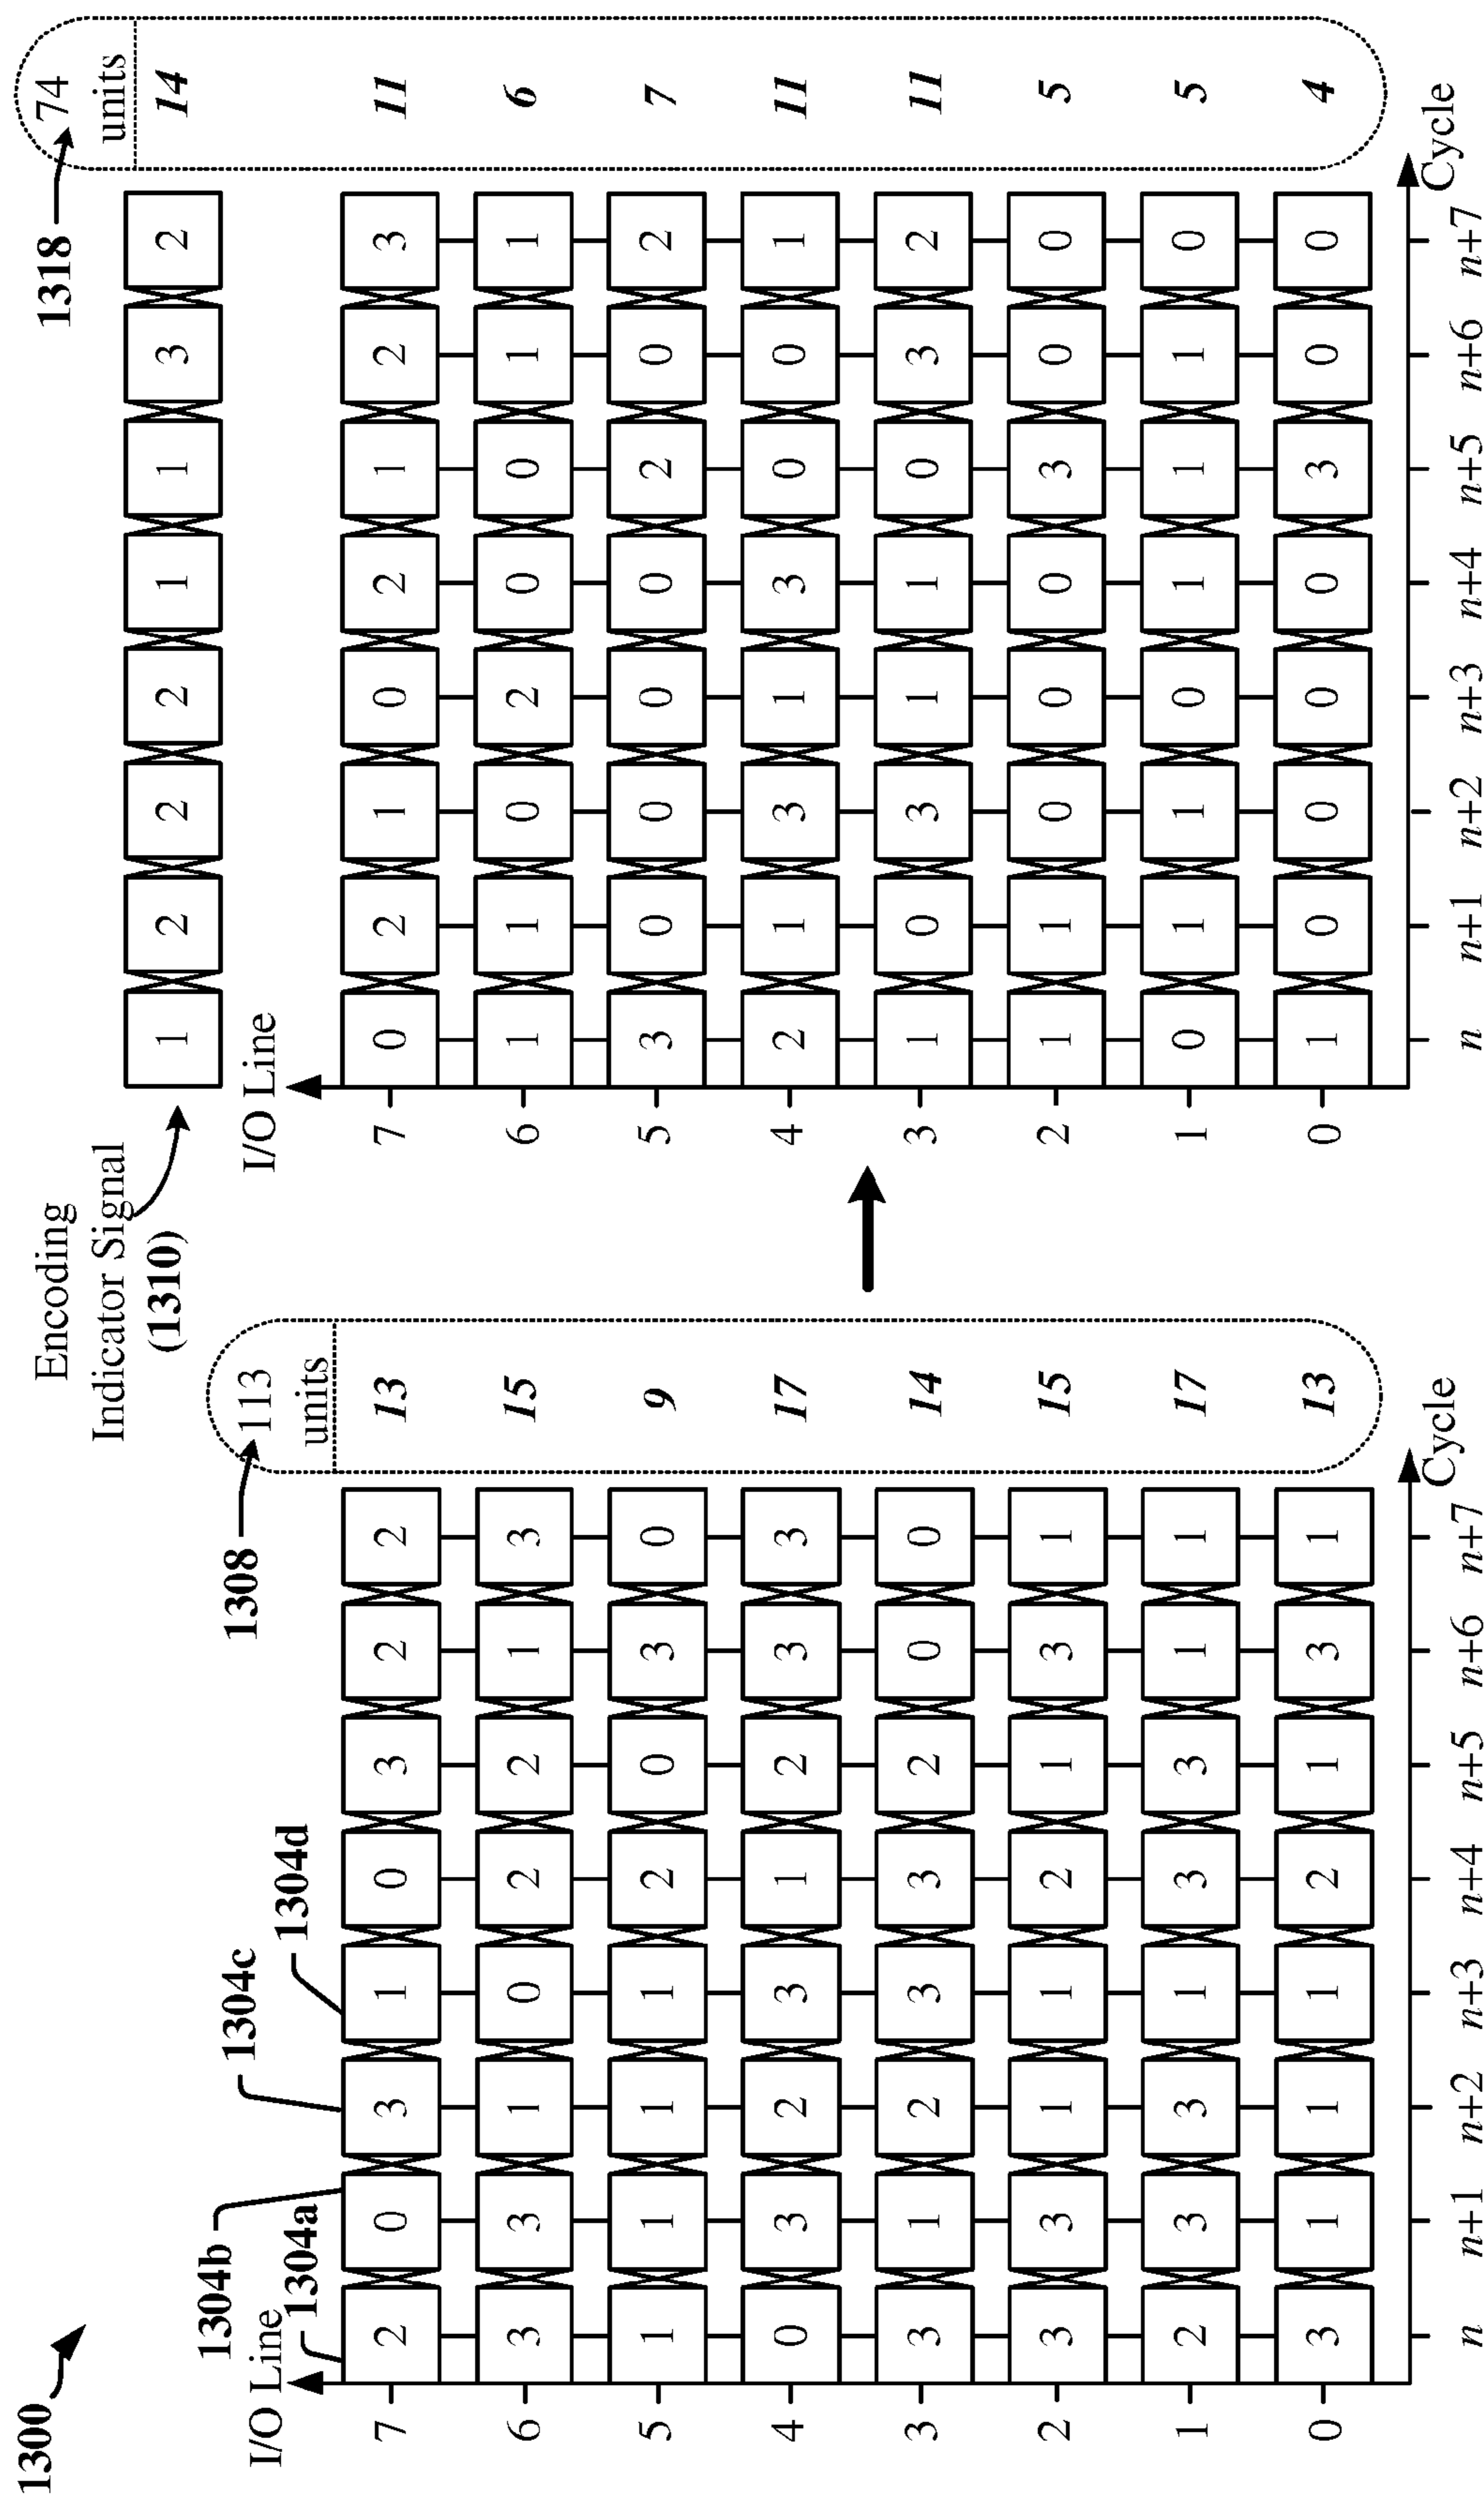 1300
I/O Line
1304a
1304b
1304c
1304d
1308
113
units
7 2 0 3 1 0 3 2 2 13
6 3 3 1 0 2 2 1 3 15
5 1 1 1 1 2 0 3 0 9
4 0 3 2 3 1 2 3 3 17
3 3 1 2 3 3 2 0 0 14
2 3 3 1 1 2 1 3 1 15
1 2 3 3 1 3 3 1 1 17
0 3 1 1 1 2 1 3 1 13
n n+1 n+2 n+3 n+4 n+5 n+6 n+7
Cycle
Encoding
Indicator Signal
(1310)
1318
74
units
1 2 2 2 1 1 3 2 14
I/O Line
7 0 2 1 0 2 1 2 3 11
6 1 1 0 2 0 0 1 1 6
5 3 0 0 0 0 2 0 2 7
4 2 1 3 1 3 0 0 1 11
3 1 0 3 1 1 0 3 2 11
2 1 1 0 0 0 3 0 0 5
1 0 1 1 0 1 1 1 0 5
0 1 0 0 0 0 3 0 0 4
n n+1 n+2 n+3 n+4 n+5 n+6 n+7
Cycle